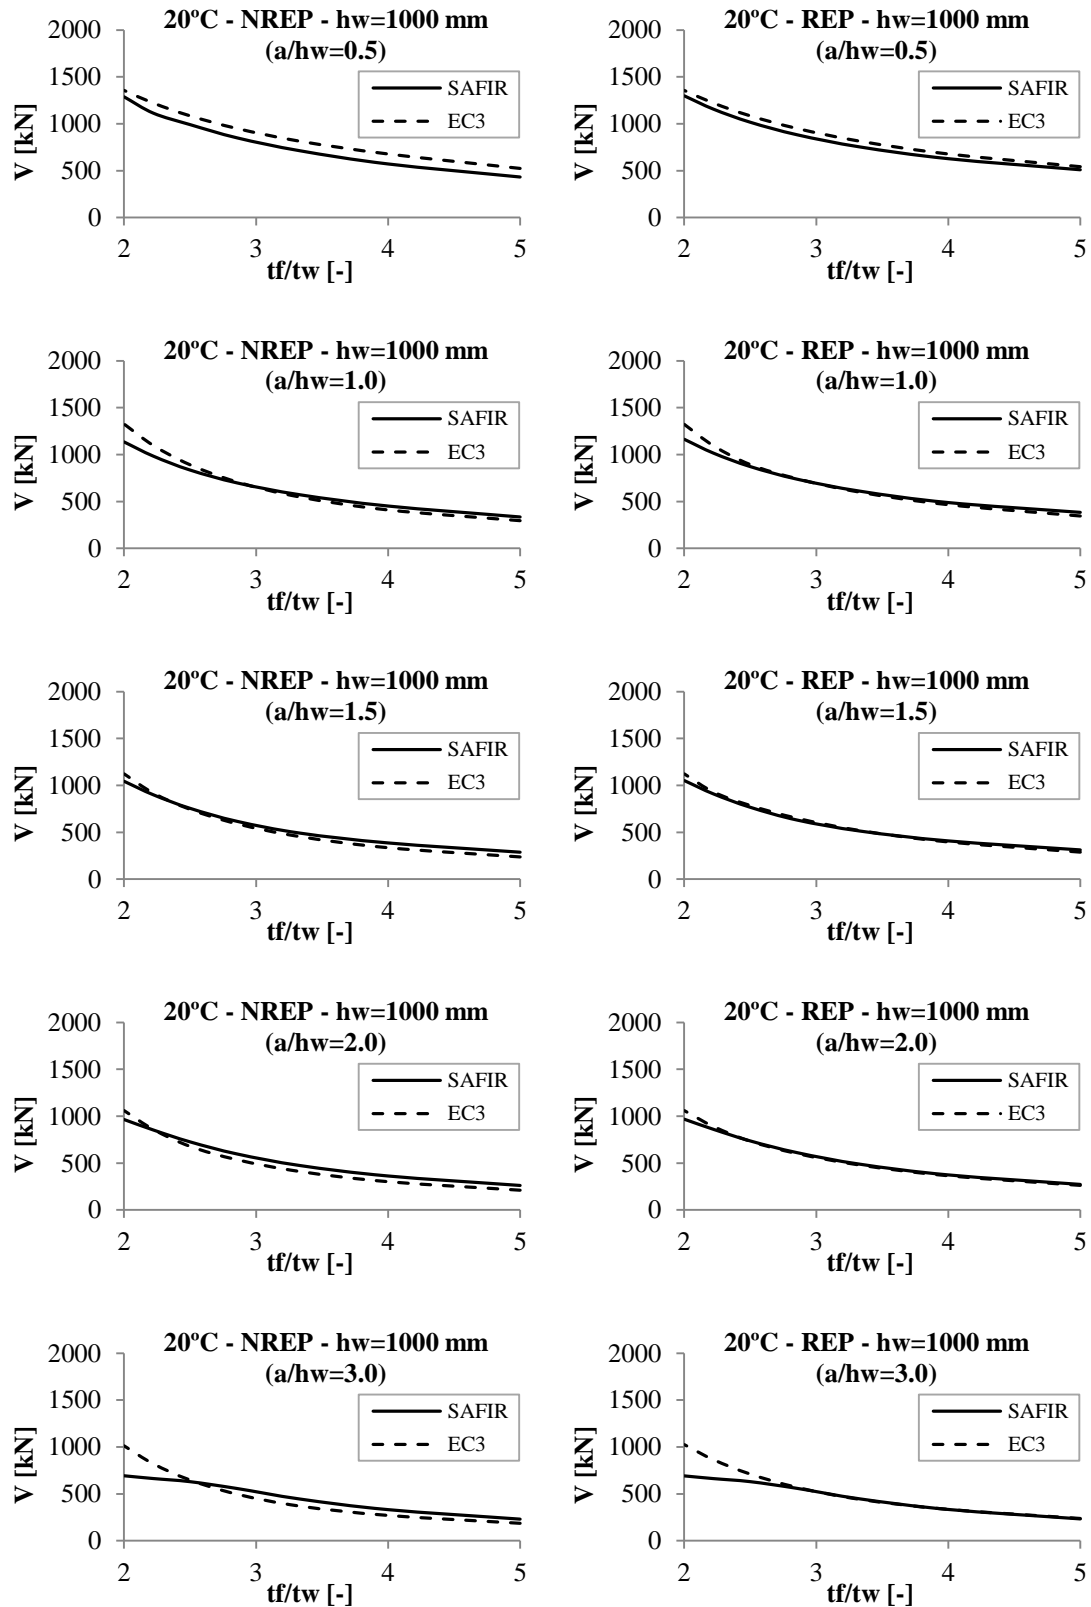 20ºC - NREP - hw=1000 mm
(a/hw=0.5)
V [kN]
2000
1500
1000
500
0
SAFIR
EC3
2 3 4 5
tf/tw [-]
20ºC - REP - hw=1000 mm
(a/hw=0.5)
V [kN]
2000
1500
1000
500
0
SAFIR
EC3
2 3 4 5
tf/tw [-]
20ºC - NREP - hw=1000 mm
(a/hw=1.0)
V [kN]
2000
1500
1000
500
0
SAFIR
EC3
2 3 4 5
tf/tw [-]
20ºC - REP - hw=1000 mm
(a/hw=1.0)
V [kN]
2000
1500
1000
500
0
SAFIR
EC3
2 3 4 5
tf/tw [-]
20ºC - NREP - hw=1000 mm
(a/hw=1.5)
V [kN]
2000
1500
1000
500
0
SAFIR
EC3
2 3 4 5
tf/tw [-]
20ºC - REP - hw=1000 mm
(a/hw=1.5)
V [kN]
2000
1500
1000
500
0
SAFIR
EC3
2 3 4 5
tf/tw [-]
20ºC - NREP - hw=1000 mm
(a/hw=2.0)
V [kN]
2000
1500
1000
500
0
SAFIR
EC3
2 3 4 5
tf/tw [-]
20ºC - REP - hw=1000 mm
(a/hw=2.0)
V [kN]
2000
1500
1000
500
0
SAFIR
EC3
2 3 4 5
tf/tw [-]
20ºC - NREP - hw=1000 mm
(a/hw=3.0)
V [kN]
2000
1500
1000
500
0
SAFIR
EC3
2 3 4 5
tf/tw [-]
20ºC - REP - hw=1000 mm
(a/hw=3.0)
V [kN]
2000
1500
1000
500
0
SAFIR
EC3
2 3 4 5
tf/tw [-]